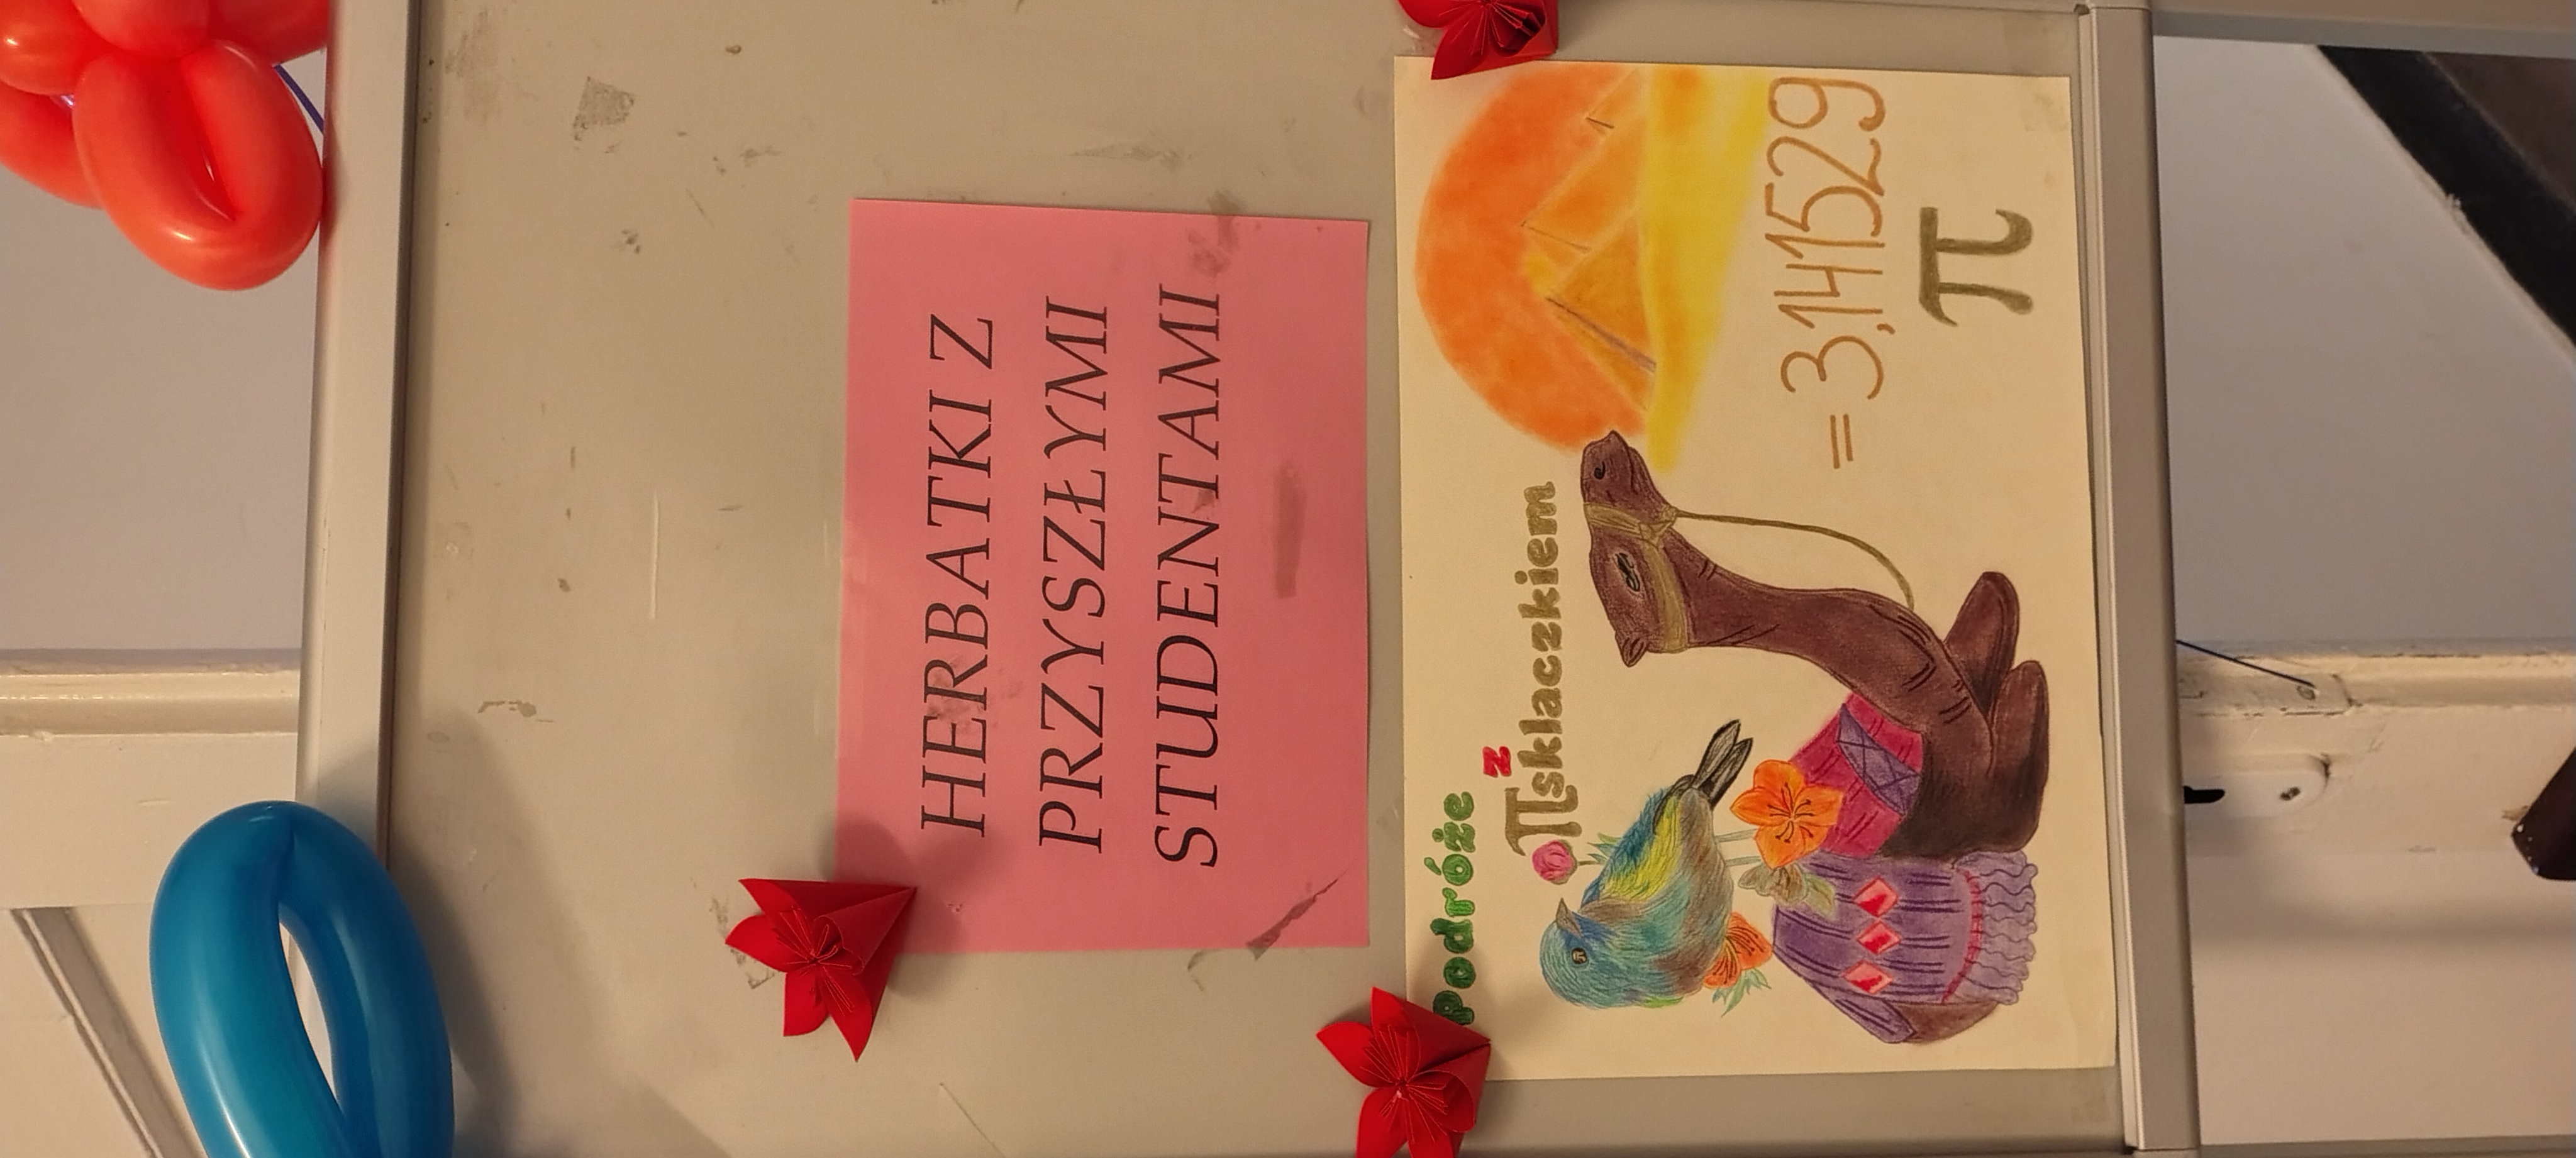 HERBATKI Z
PRZYSZŁYMI
STUDENTAMI
podróże
z
πsklaczkiem
= 3,141529
π